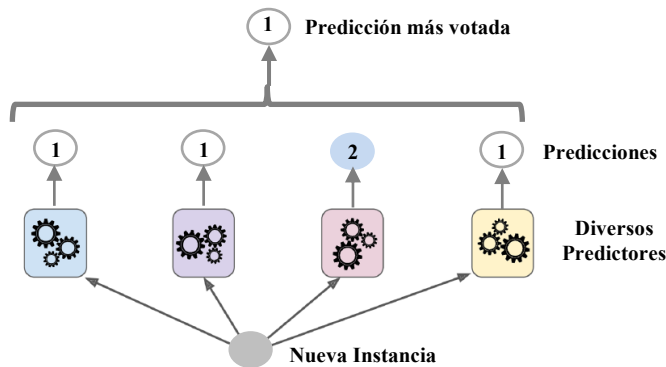 1 Predicción más votada
1 1 2 1 Predicciones
Diversos
Predictores
Nueva Instancia